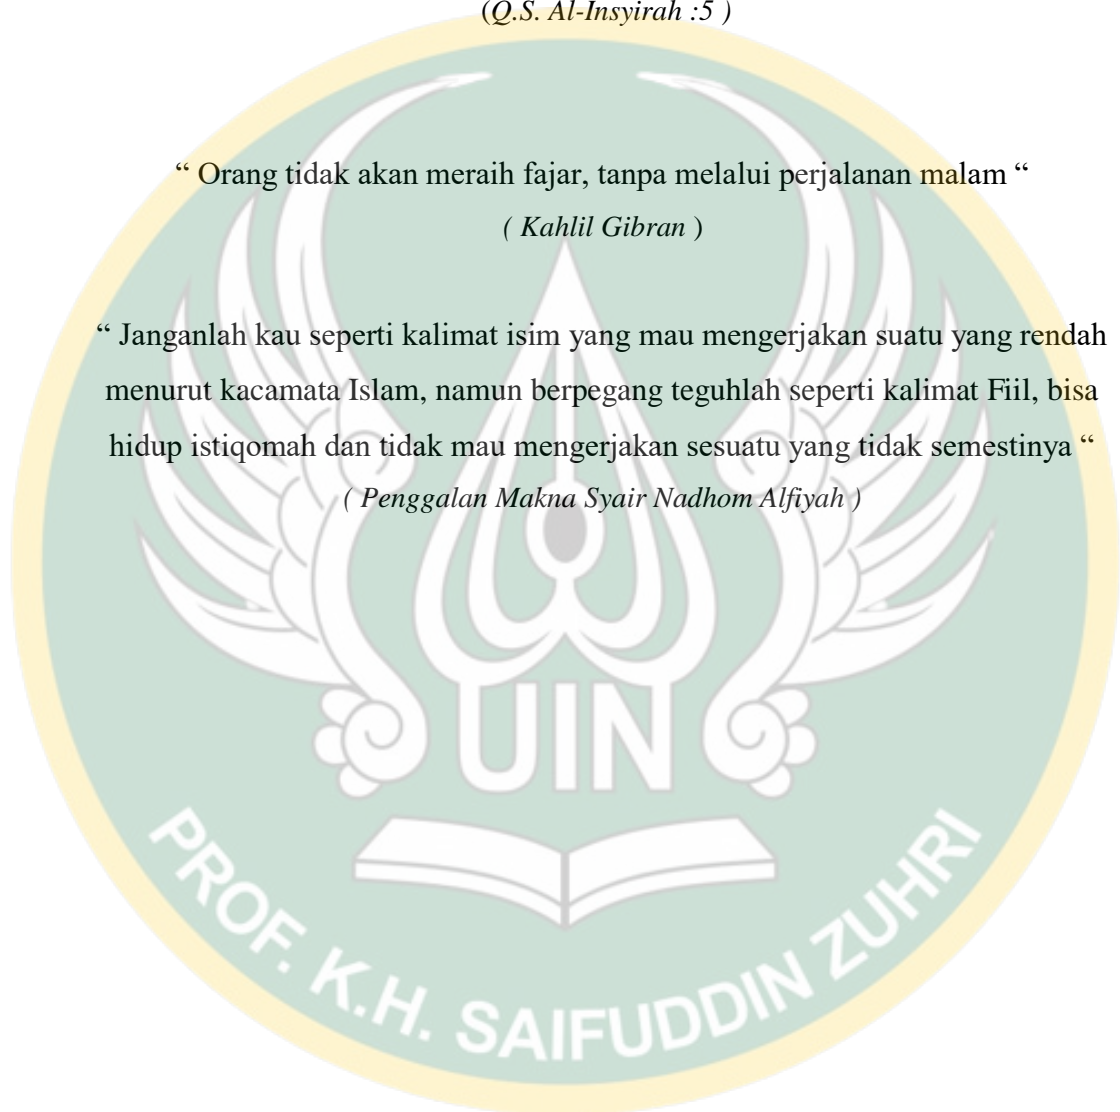 (Q.S. Al-Insyirah :5 )
“ Orang tidak akan meraih fajar, tanpa melalui perjalanan malam “
( Kahlil Gibran )
“ Janganlah kau seperti kalimat isim yang mau mengerjakan suatu yang rendah
menurut kacamata Islam, namun berpegang teguhlah seperti kalimat Fiil, bisa
hidup istiqomah dan tidak mau mengerjakan sesuatu yang tidak semestinya “
( Penggalan Makna Syair Nadhom Alfiyah )
UIN
PROF. K.H. SAIFUDDIN ZUHRI